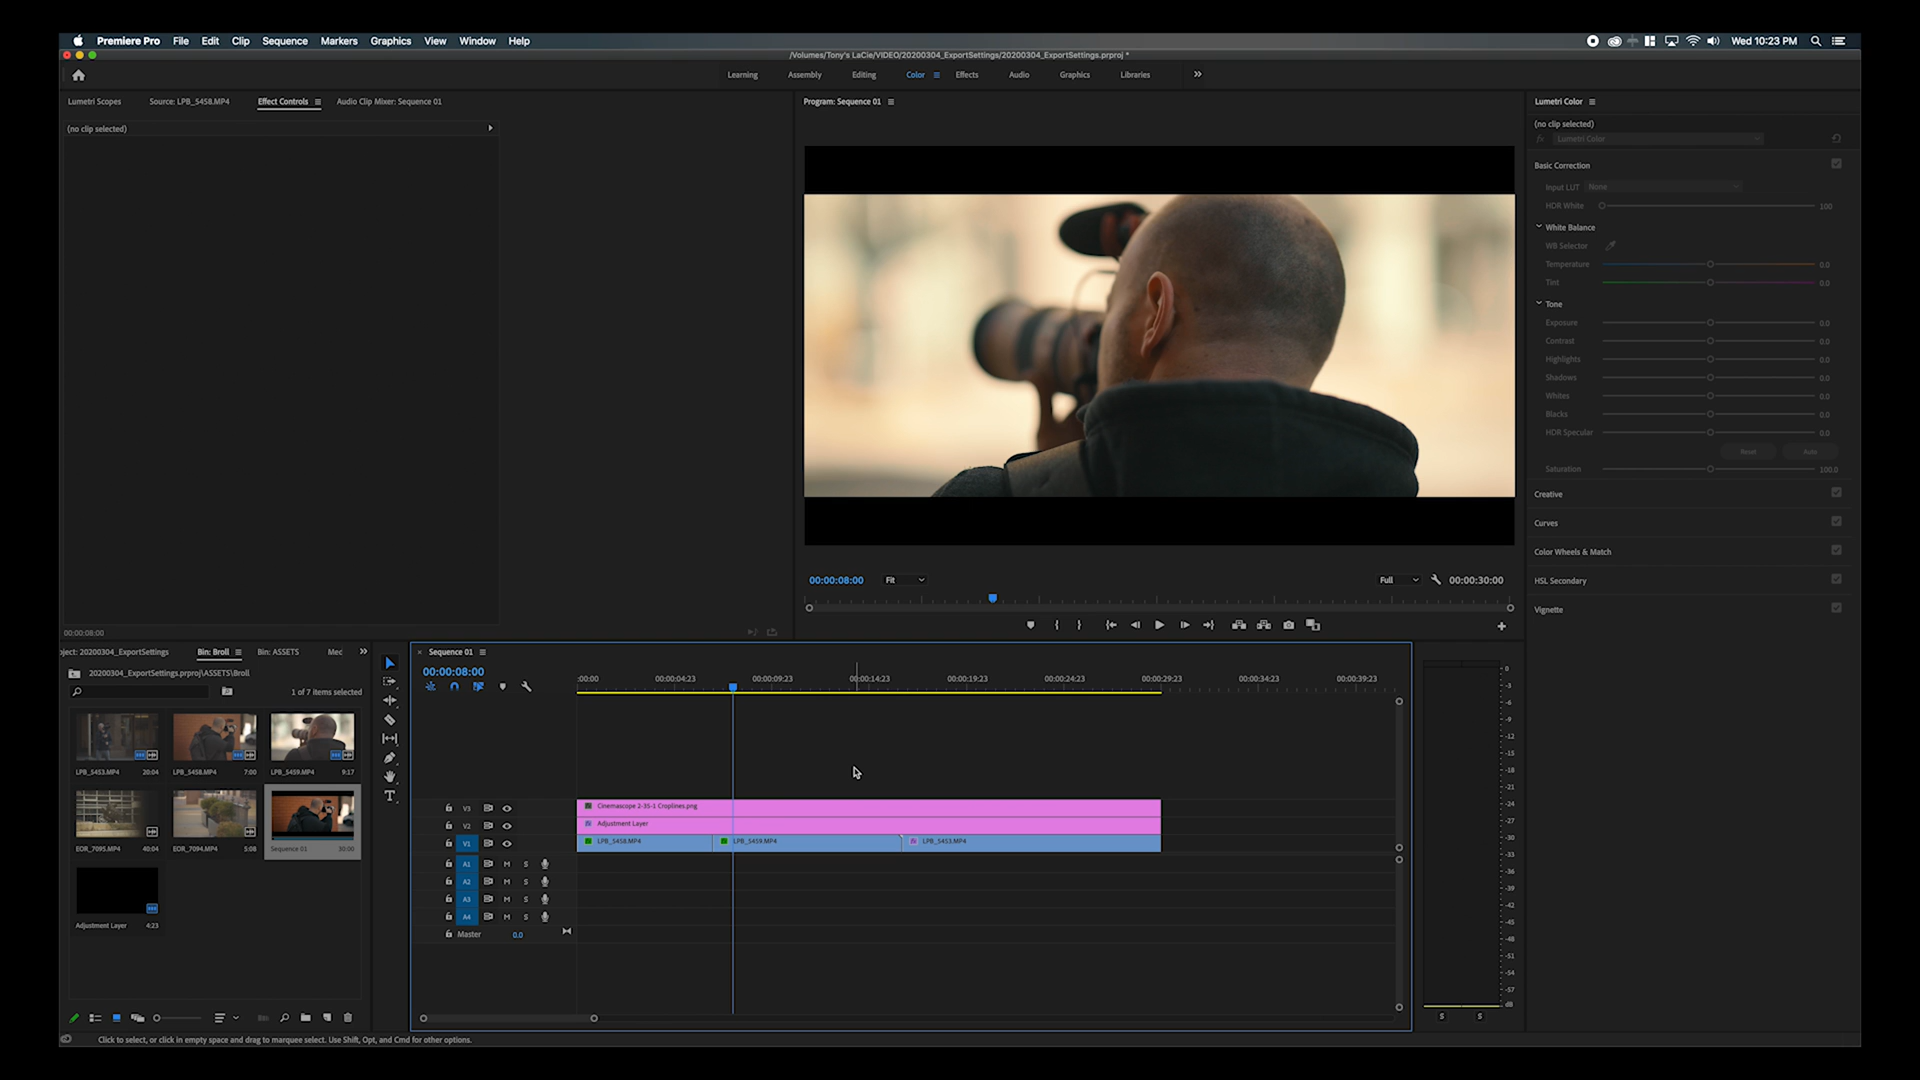 Premiere Pro File Edit Clip Sequence Markers Graphics View Window Help Wed 10:23 PM
/Volumes/Tony's LaCie/VIDEO/20200304_ExportSettings/20200304_ExportSettings.prproj *
Learning Assembly Editing Color Effects Audio Graphics Libraries
Lumetri Scopes Source: LPB_5458.MP4 Effect Controls Audio Clip Mixer: Sequence 01
(no clip selected)
00:00:08:00
Program: Sequence 01
00:00:08:00 Fit Full 00:00:30:00
Lumetri Color
(no clip selected)
fx Lumetri Color
Basic Correction
Input LUT None
HDR White 100
White Balance
WB Selector
Temperature 0.0
Tint 0.0
Tone
Exposure 0.0
Contrast 0.0
Highlights 0.0
Shadows 0.0
Whites 0.0
Blacks 0.0
HDR Specular 0.0
Reset Auto
Saturation 100.0
Creative
Curves
Color Wheels & Match
HSL Secondary
Vignette
oject: 20200304_ExportSettings Bin: Broll Bin: ASSETS Mec
20200304_ExportSettings.prproj\ASSETS\Broll
1 of 7 items selected
LPB_5453.MP4 20:04 LPB_5458.MP4 7:00 LPB_5459.MP4 9:17
EOR_7095.MP4 40:04 EOR_7094.MP4 5:08 Sequence 01 30:00
Adjustment Layer 4:23
Sequence 01
00:00:08:00
:00:00 00:00:04:23 00:00:09:23 00:00:14:23 00:00:19:23 00:00:24:23 00:00:29:23 00:00:34:23 00:00:39:23
V3 Cinemascope 2-35-1 Croplines.png
V2 Adjustment Layer
V1 LPB_5458.MP4 LPB_5459.MP4 LPB_5453.MP4
A1 M S
A2 M S
A3 M S
A4 M S
Master 0.0
0
-3
-6
-9
-12
-15
-18
-21
-24
-27
-30
-33
-36
-39
-42
-45
-48
-51
-54
-57
dB
S S
Click to select, or click in empty space and drag to marquee select. Use Shift, Opt, and Cmd for other options.